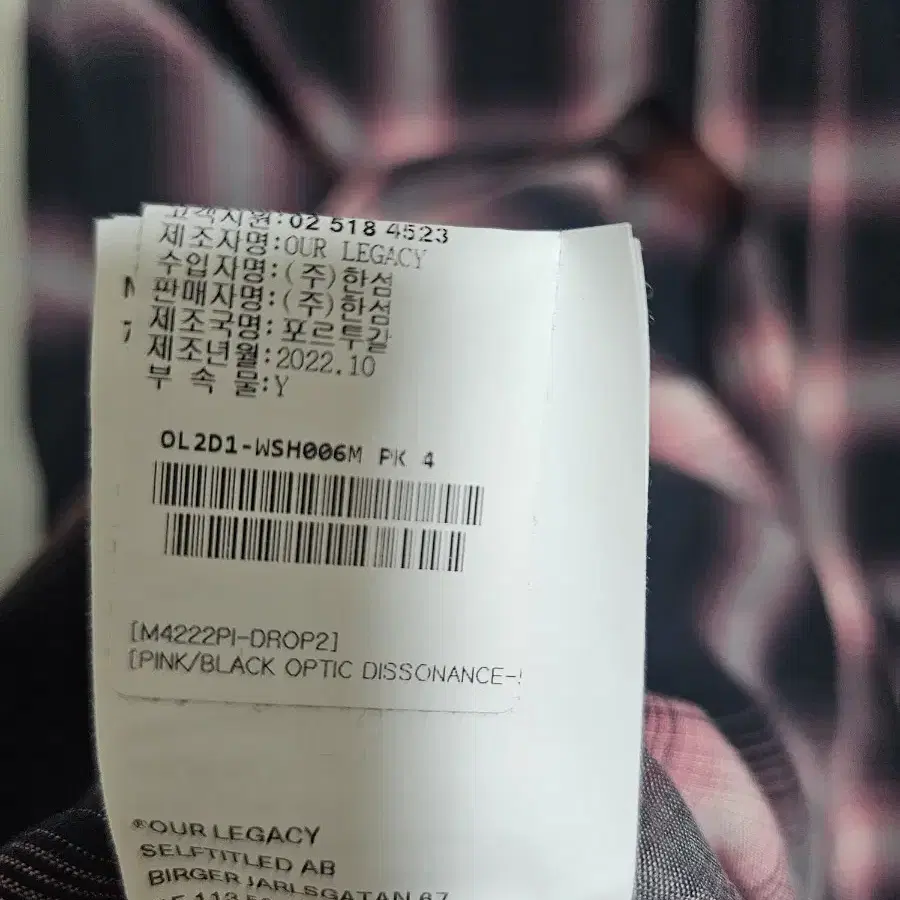 고객지원:02 518 4523
제조자명:OUR LEGACY
수입자명:(주)한섬
판매자명:(주)한섬
제조국명:포르투갈
제조년월:2022.10
부 속 물:Y
OL2D1-WSH006M PK 4
[M4222PI-DROP2]
[PINK/BLACK OPTIC DISSONANCE-
®OUR LEGACY
SELFTITLED AB
BIRGER JARLSGATAN 67